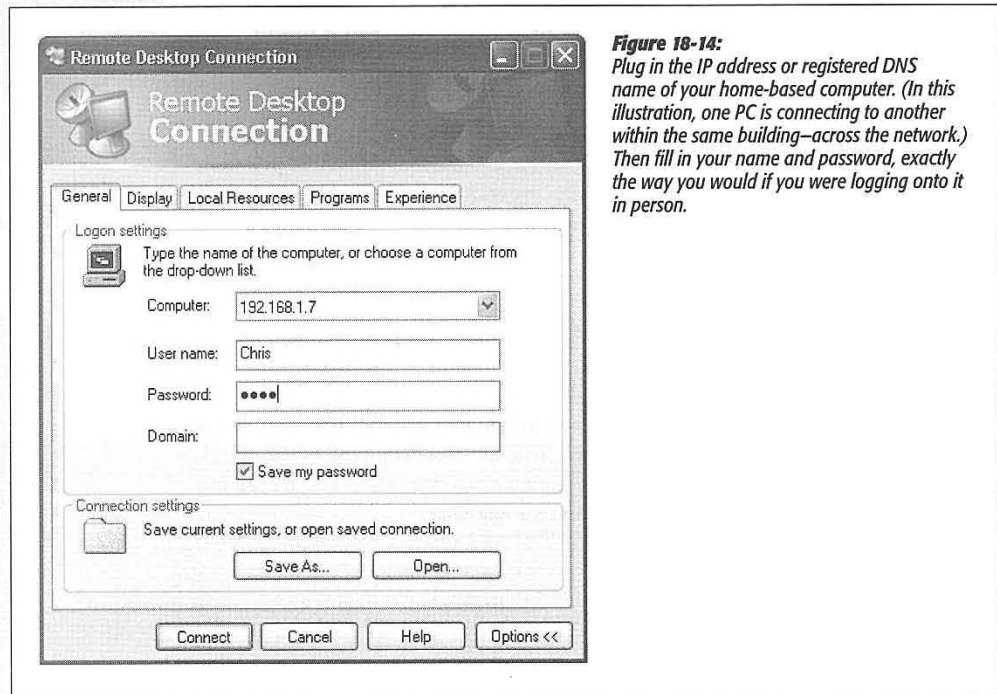 Remote Desktop Connection
Remote Desktop
Connection
General Display Local Resources Programs Experience
Logon settings
Type the name of the computer, or choose a computer from
the drop-down list.
Computer: 192.168.1.7
User name: Chris
Password: ●●●●
Domain:
Save my password
Connection settings
Save current settings, or open saved connection.
Save As... Open...
Connect Cancel Help Options <<
Figure 18-14:
Plug in the IP address or registered DNS
name of your home-based computer. (In this
illustration, one PC is connecting to another
within the same building—across the network.)
Then fill in your name and password, exactly
the way you would if you were logging onto it
in person.